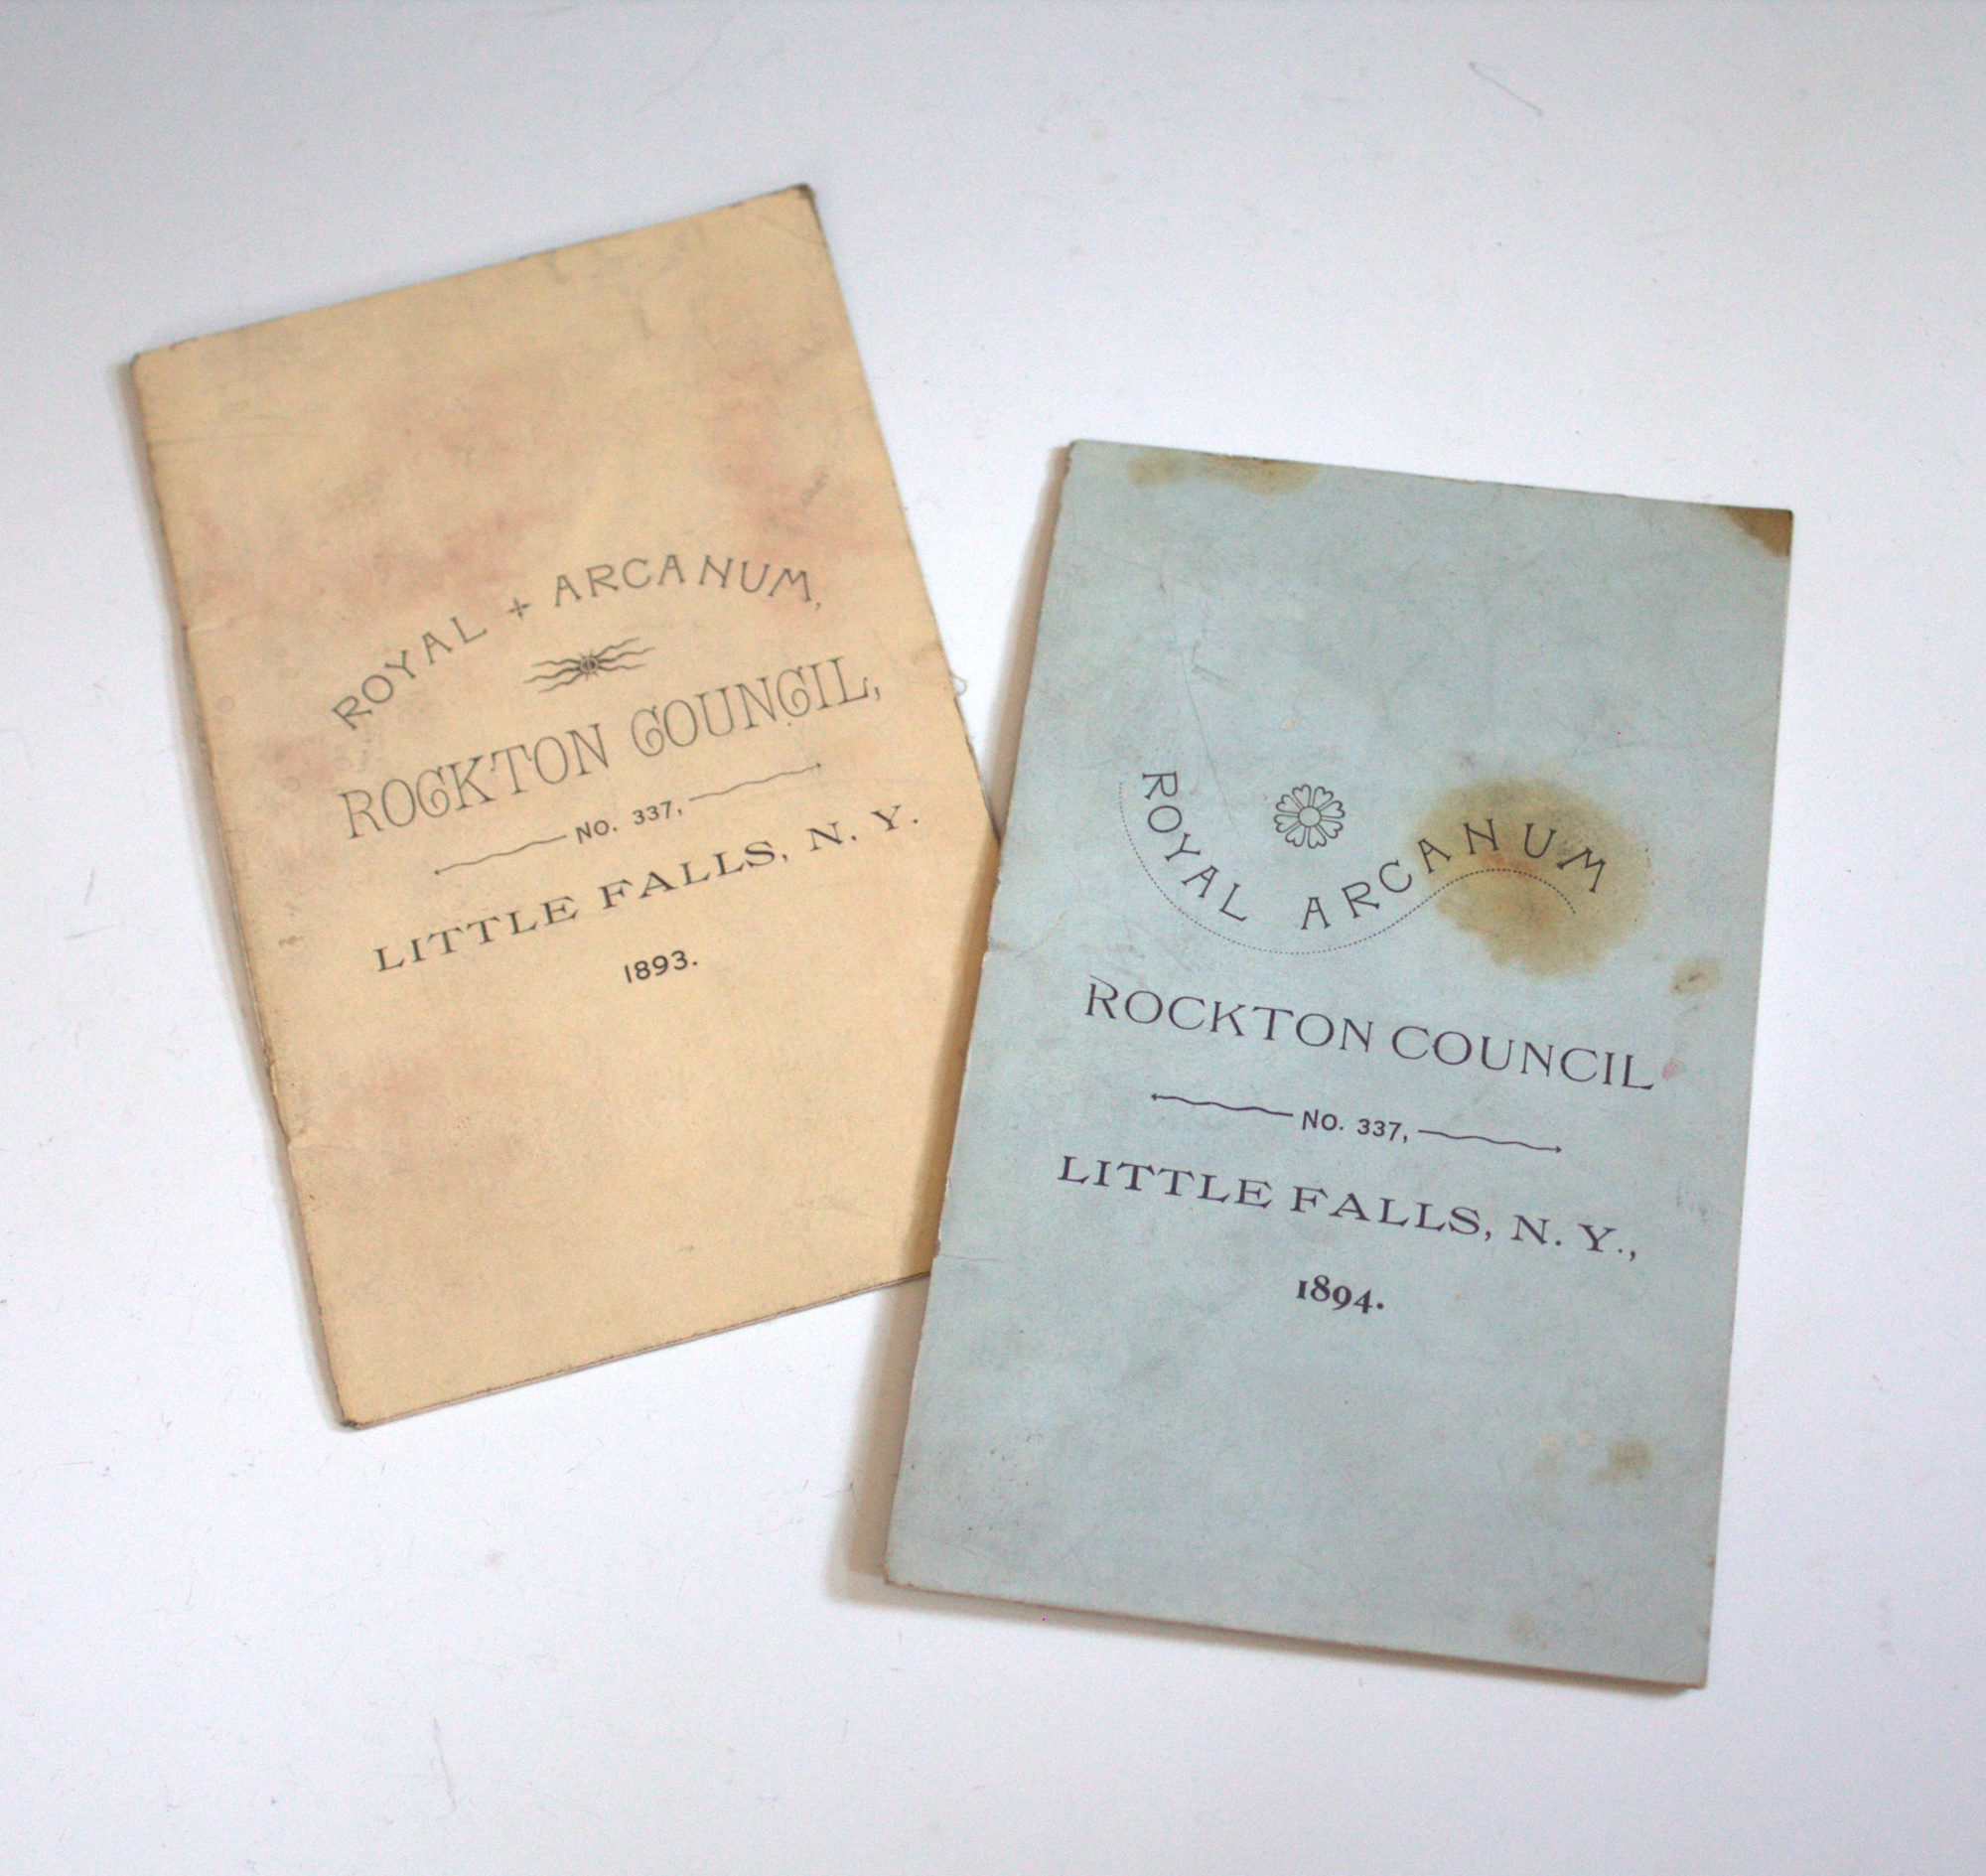 ROYAL + ARCANUM,
ROCKTON COUNCIL,
NO. 337,
LITTLE FALLS, N. Y.
1893.
ROYAL ARCANUM
ROCKTON COUNCIL
NO. 337,
LITTLE FALLS, N. Y.,
1894.